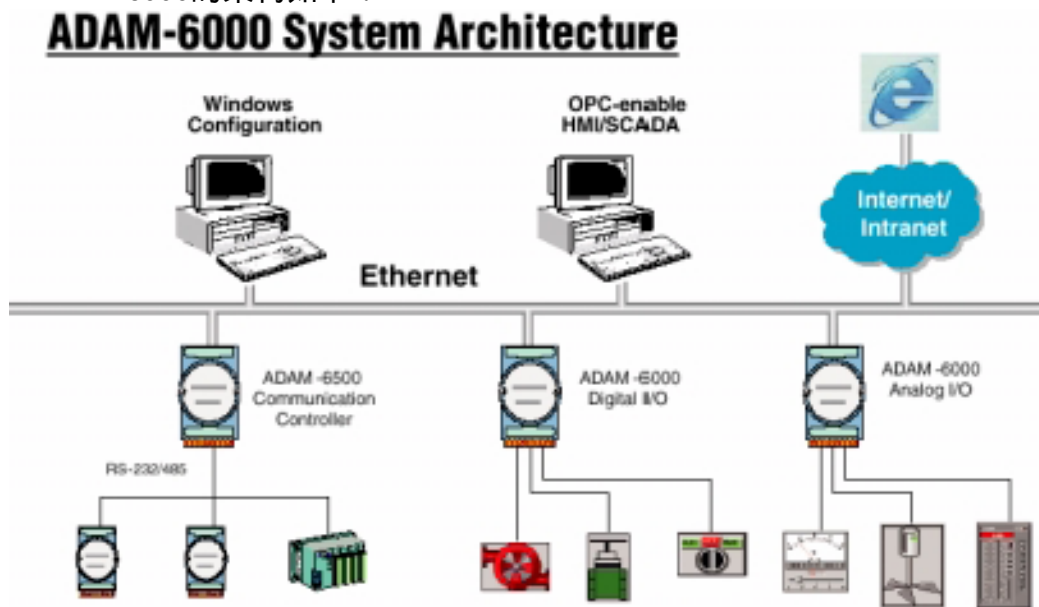 ADAM-6000 System Architecture
Windows
Configuration
OPC-enable
HMI/SCADA
Internet/
Intranet
Ethernet
ADAM -6500
Communication
Controller
ADAM -6000
Digital I/O
ADAM -6000
Analog I/O
RS-232/485